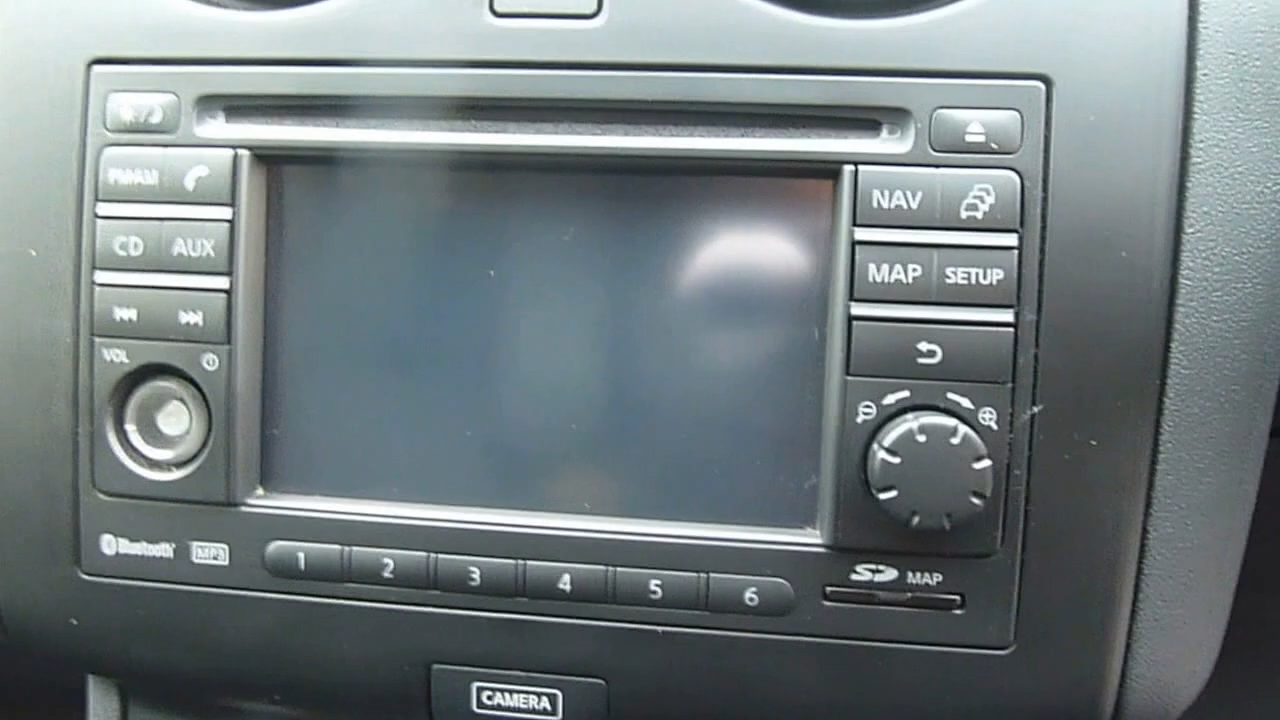 FM·AM
CD AUX
VOL
NAV
MAP SETUP
Bluetooth MP3
1 2 3 4 5 6
SD MAP
CAMERA